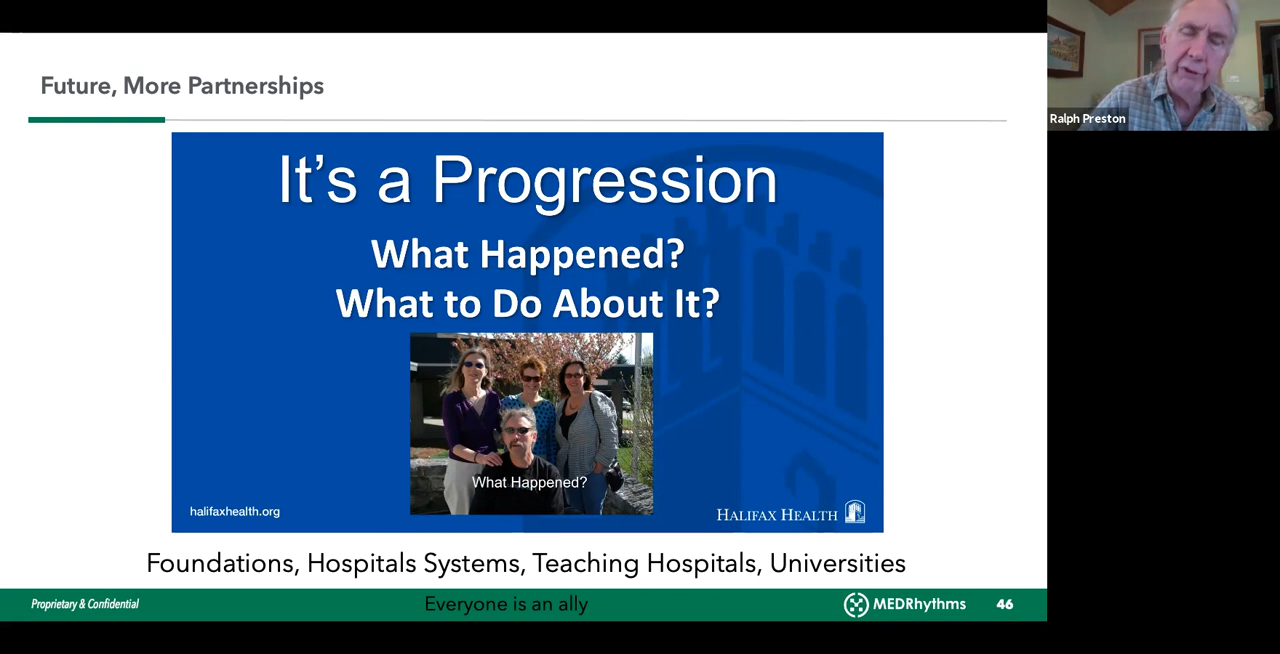 Future, More Partnerships
Ralph Preston
It's a Progression
What Happened?
What to Do About It?
What Happened?
halifaxhealth.org
HALIFAX HEALTH
Foundations, Hospitals Systems, Teaching Hospitals, Universities
Proprietary & Confidential
Everyone is an ally
MEDRhythms
46